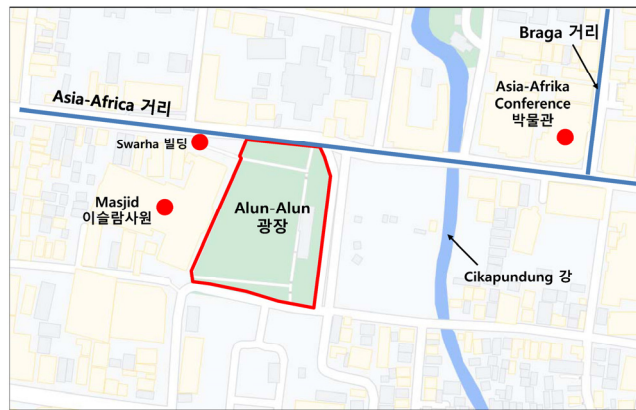 Braga 거리
Asia-Africa 거리
Asia-Afrika
Conference
박물관
Swarha 빌딩
Masjid
이슬람사원
Alun-Alun
광장
Cikapundung 강